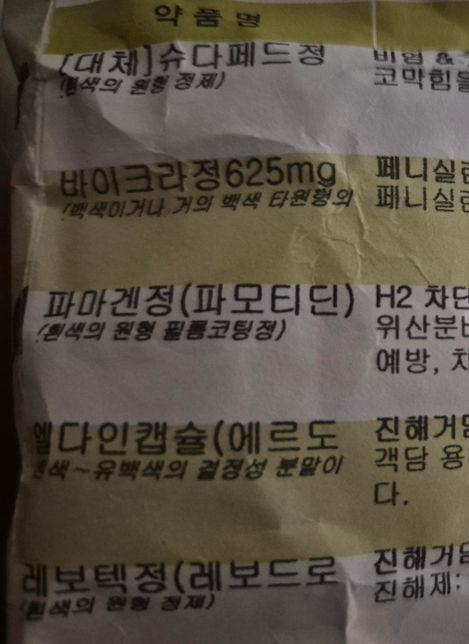 약 품 명
[대체]슈다페드정
(흰색의 원형 정제)
비염 &
코막힘
바이크라정625mg
(백색이거나 거의 백색 타원형의
페니실린
페니실린
파마겐정(파모티딘)
(흰색의 원형 필름코팅정)
H2 차단
위산분비
예방, 치
엘다인캡슐(에르도
흰색~유백색의 결정성 분말이
진해거담
객담 용
다.
레보텍정(레보드로
(흰색의 원형 정제)
진해거담
진해제: